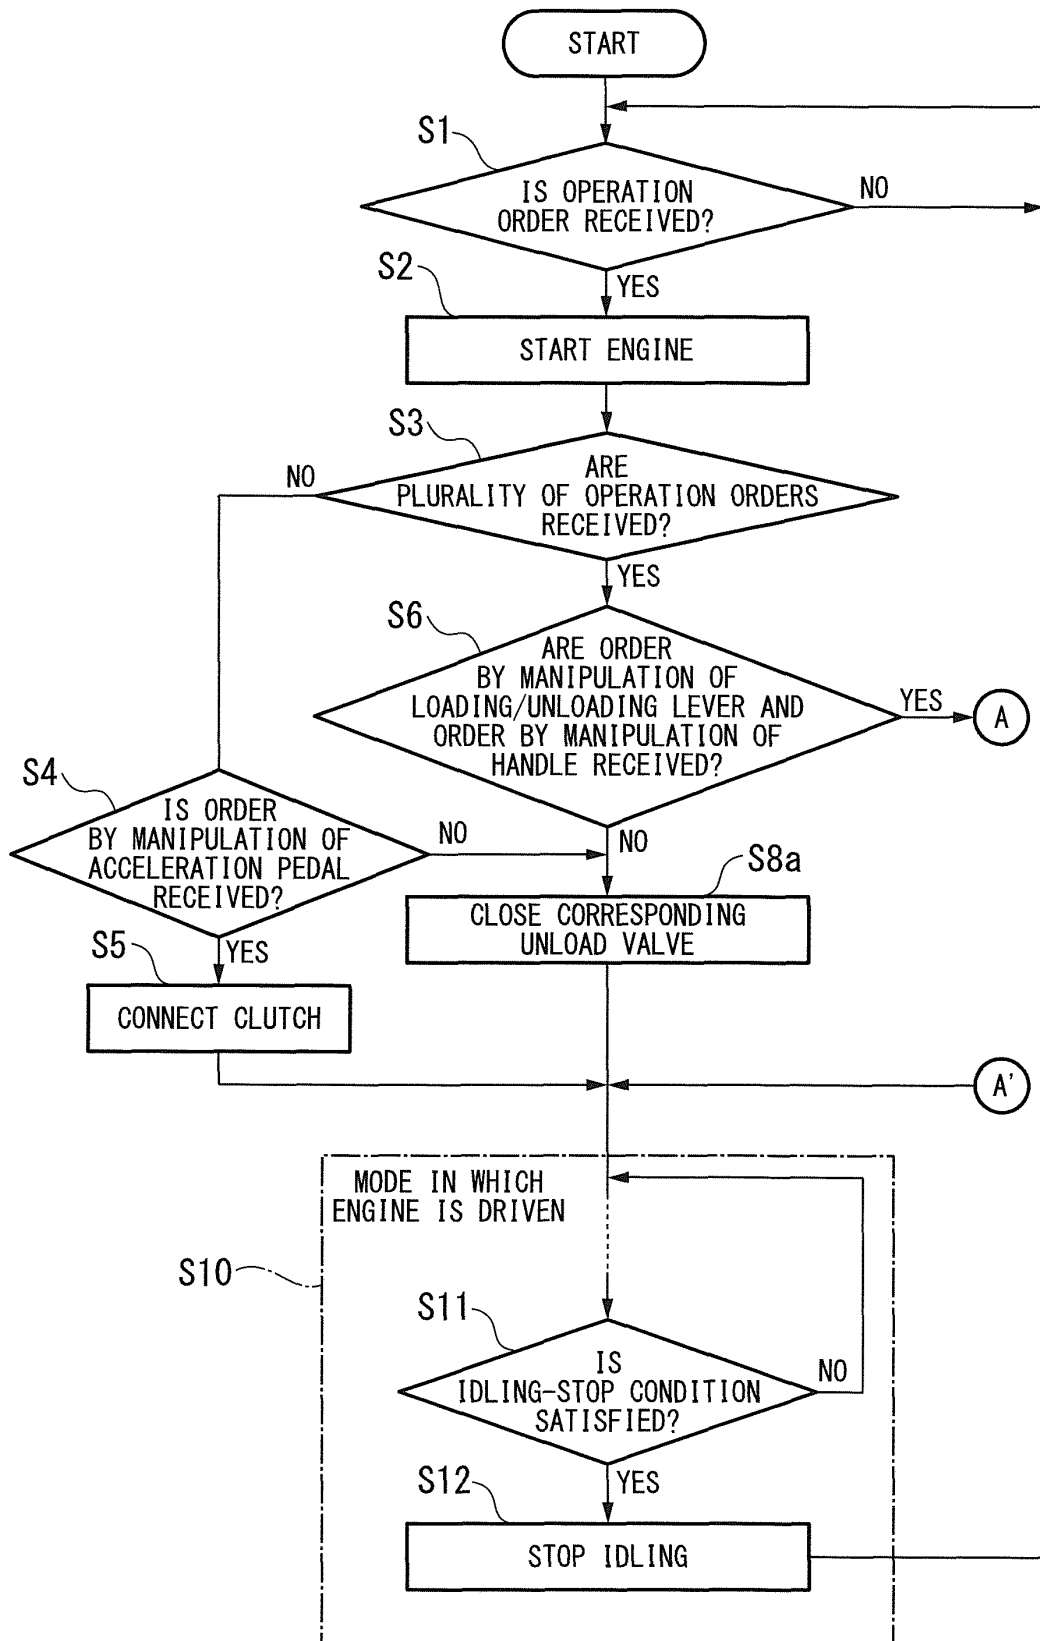 START
S1
IS OPERATION
ORDER RECEIVED?
NO
S2
YES
START ENGINE
S3
NO
ARE
PLURALITY OF OPERATION ORDERS
RECEIVED?
YES
S6
ARE ORDER
BY MANIPULATION OF
LOADING/UNLOADING LEVER AND
ORDER BY MANIPULATION OF
HANDLE RECEIVED?
YES
A
S4
IS ORDER
BY MANIPULATION OF
ACCELERATION PEDAL
RECEIVED?
NO
NO
S8a
CLOSE CORRESPONDING
UNLOAD VALVE
S5
YES
CONNECT CLUTCH
A'
MODE IN WHICH
ENGINE IS DRIVEN
S10
S11
IS
IDLING-STOP CONDITION
SATISFIED?
NO
S12
YES
STOP IDLING